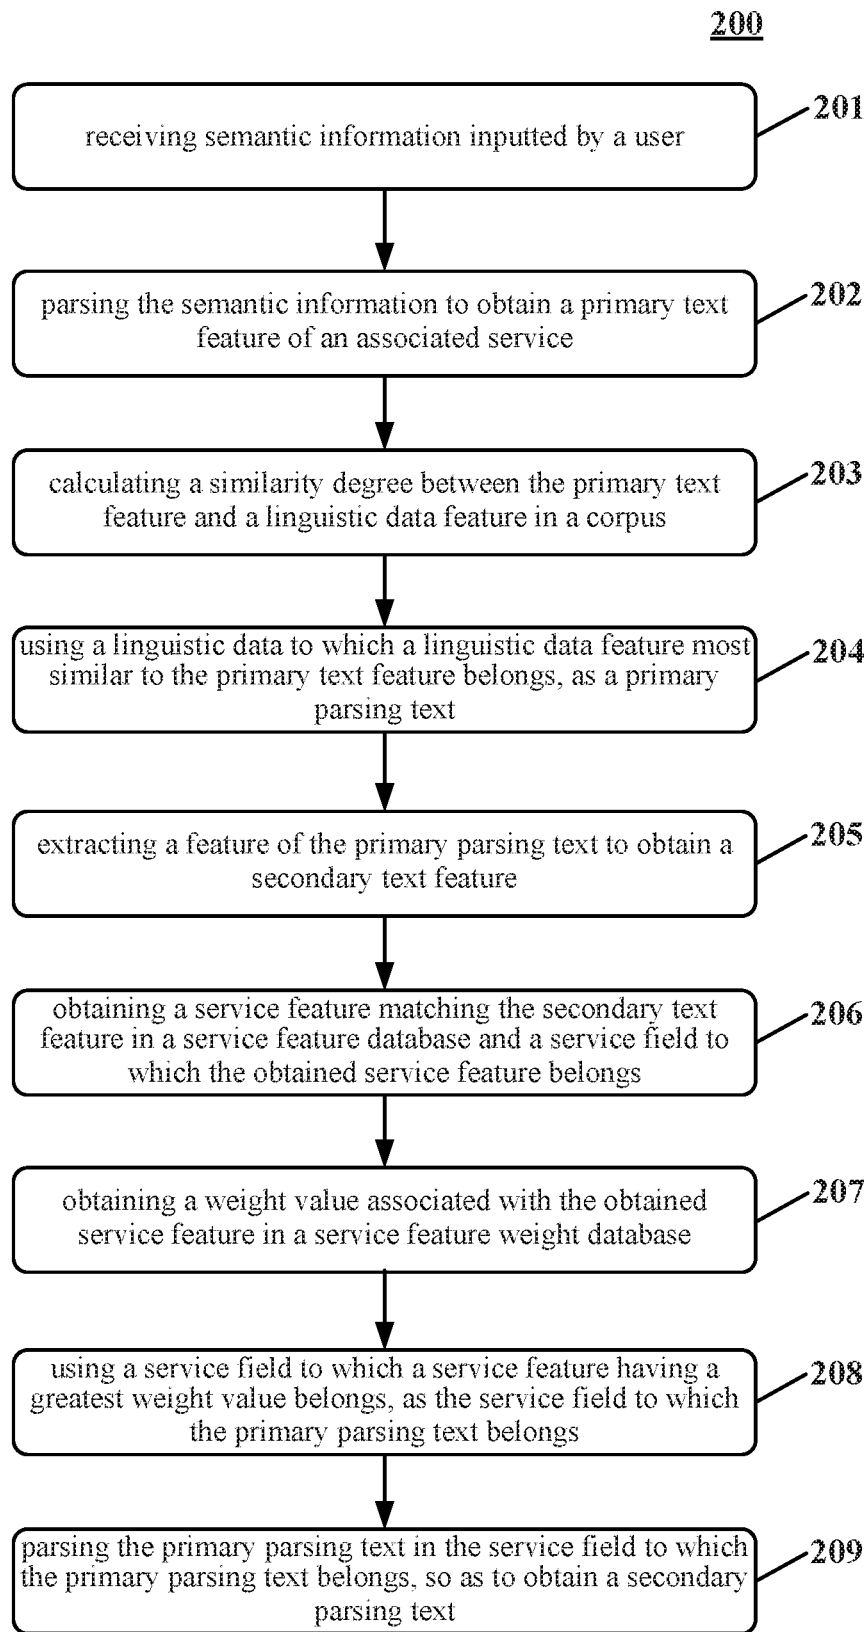 200
receiving semantic information inputted by a user
201
parsing the semantic information to obtain a primary text
feature of an associated service
202
calculating a similarity degree between the primary text
feature and a linguistic data feature in a corpus
203
using a linguistic data to which a linguistic data feature most
similar to the primary text feature belongs, as a primary
parsing text
204
extracting a feature of the primary parsing text to obtain a
secondary text feature
205
obtaining a service feature matching the secondary text
feature in a service feature database and a service field to
which the obtained service feature belongs
206
obtaining a weight value associated with the obtained
service feature in a service feature weight database
207
using a service field to which a service feature having a
greatest weight value belongs, as the service field to which
the primary parsing text belongs
208
parsing the primary parsing text in the service field to which
the primary parsing text belongs, so as to obtain a secondary
parsing text
209